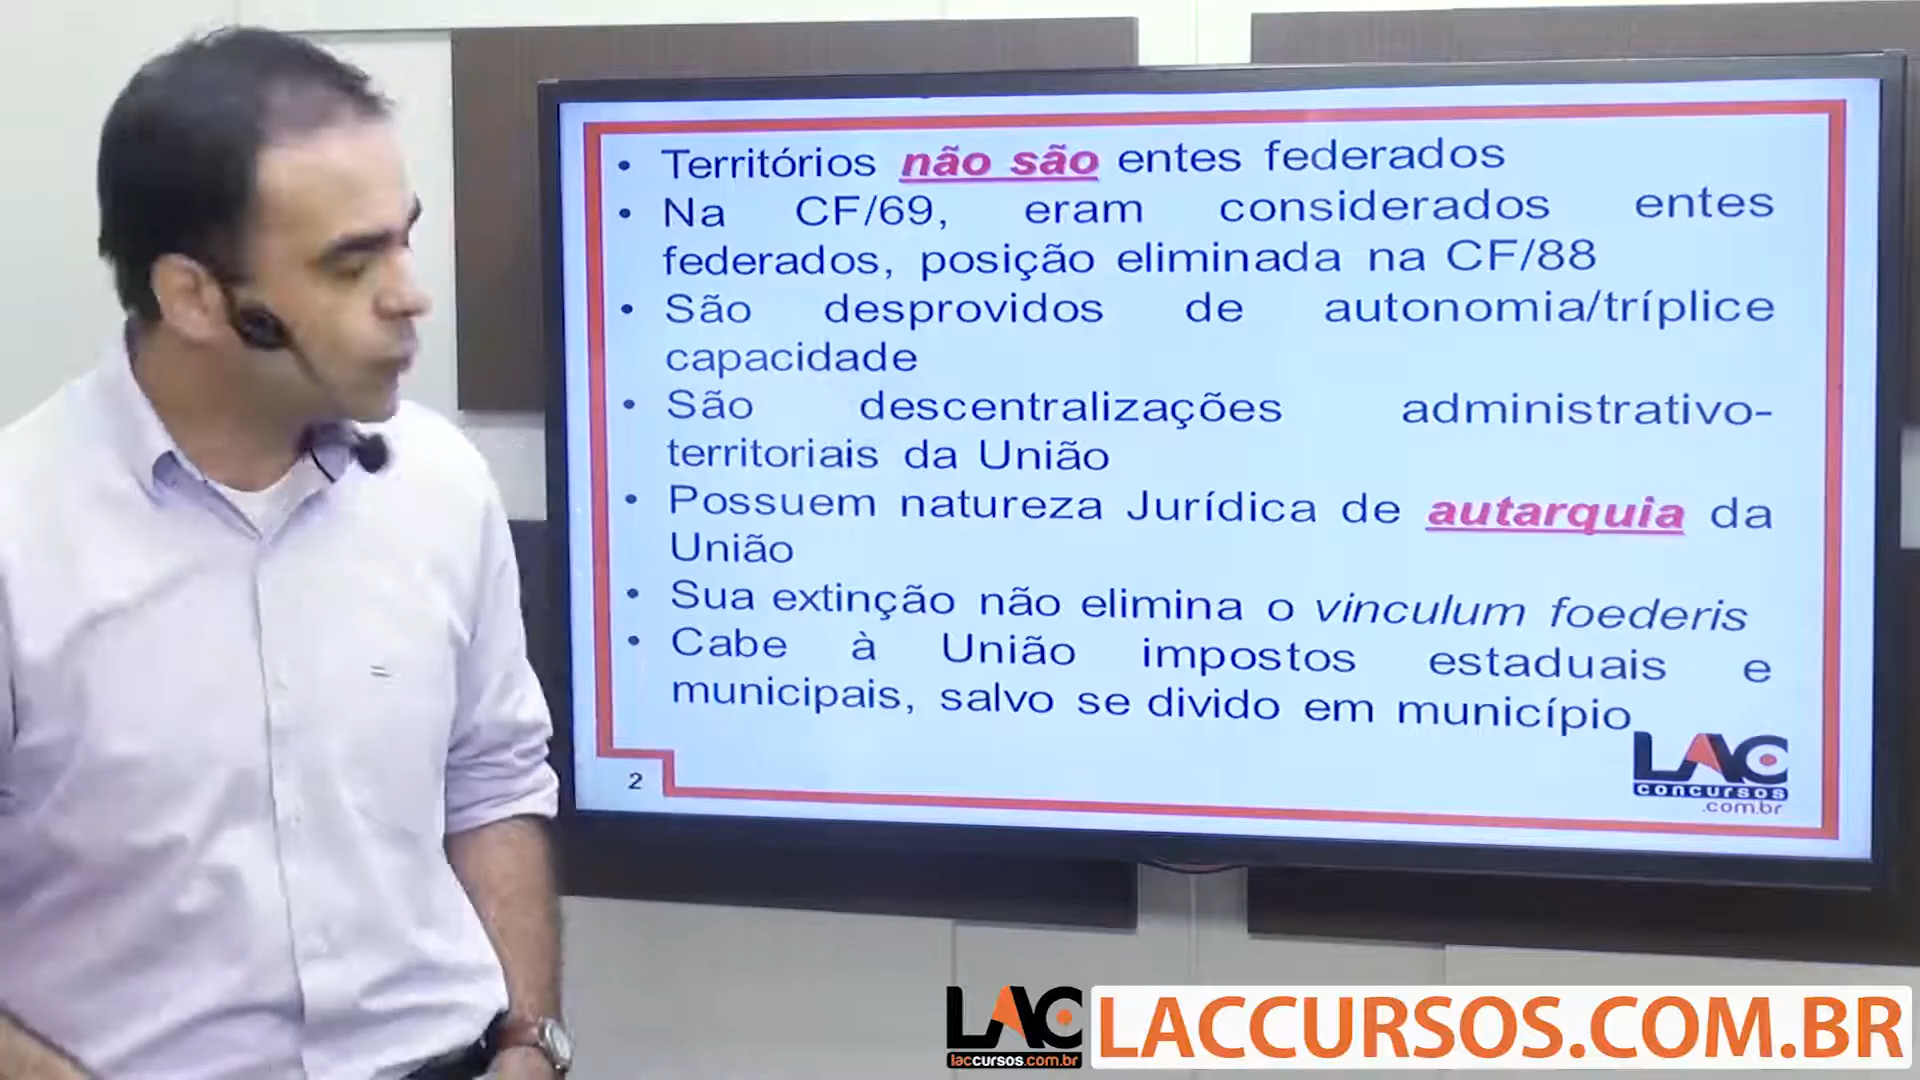 • Territórios não são entes federados
• Na CF/69, eram considerados entes
federados, posição eliminada na CF/88
• São desprovidos de autonomia/tríplice
capacidade
• São descentralizações administrativo-
territoriais da União
• Possuem natureza Jurídica de autarquia da
União
• Sua extinção não elimina o vinculum foederis
• Cabe à União impostos estaduais e
municipais, salvo se divido em município
LAC
concursos
.com.br
2
LAC
laccursos.com.br
LACCURSOS.COM.BR